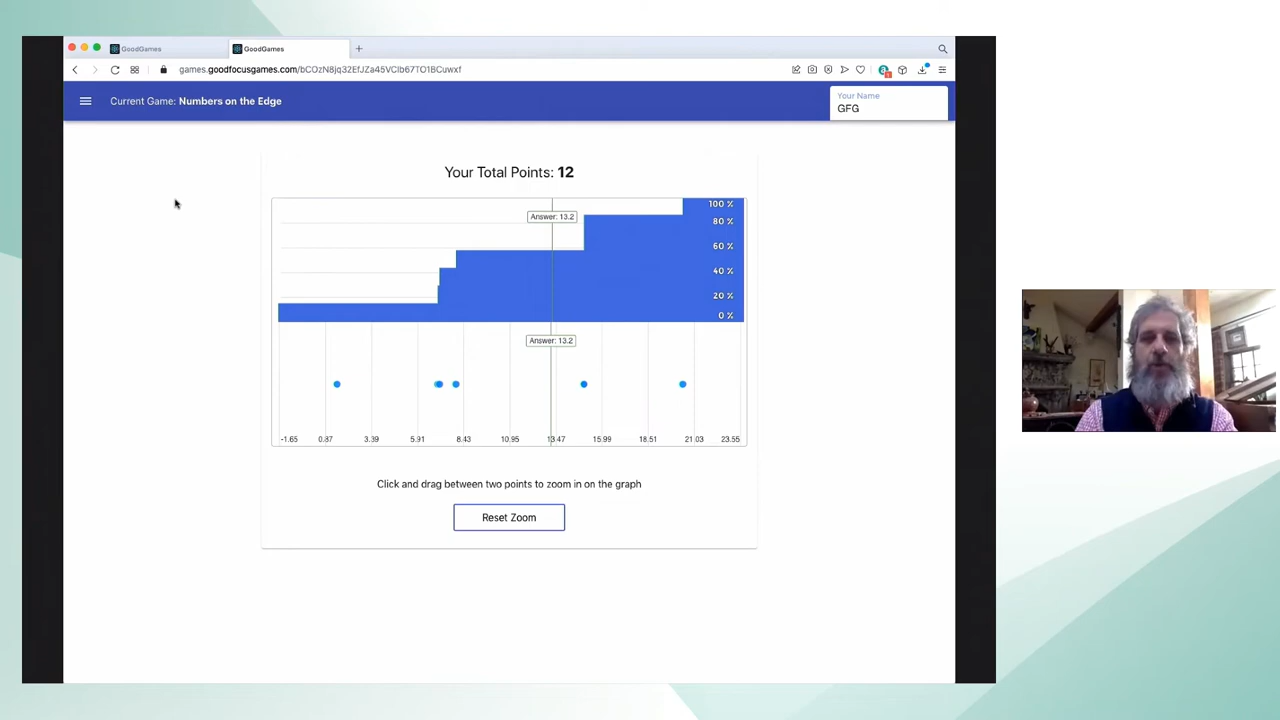 GoodGames
GoodGames
games.goodfocusgames.com/bCOzN8jq32EfJZa45VCIb67TO1BCuwxf
Current Game: Numbers on the Edge
Your Name
GFG
Your Total Points: 12
100 %
Answer: 13.2
80 %
60 %
40 %
20 %
0 %
Answer: 13.2
-1.65 0.87 3.39 5.91 8.43 10.95 13.47 15.99 18.51 21.03 23.55
Click and drag between two points to zoom in on the graph
Reset Zoom